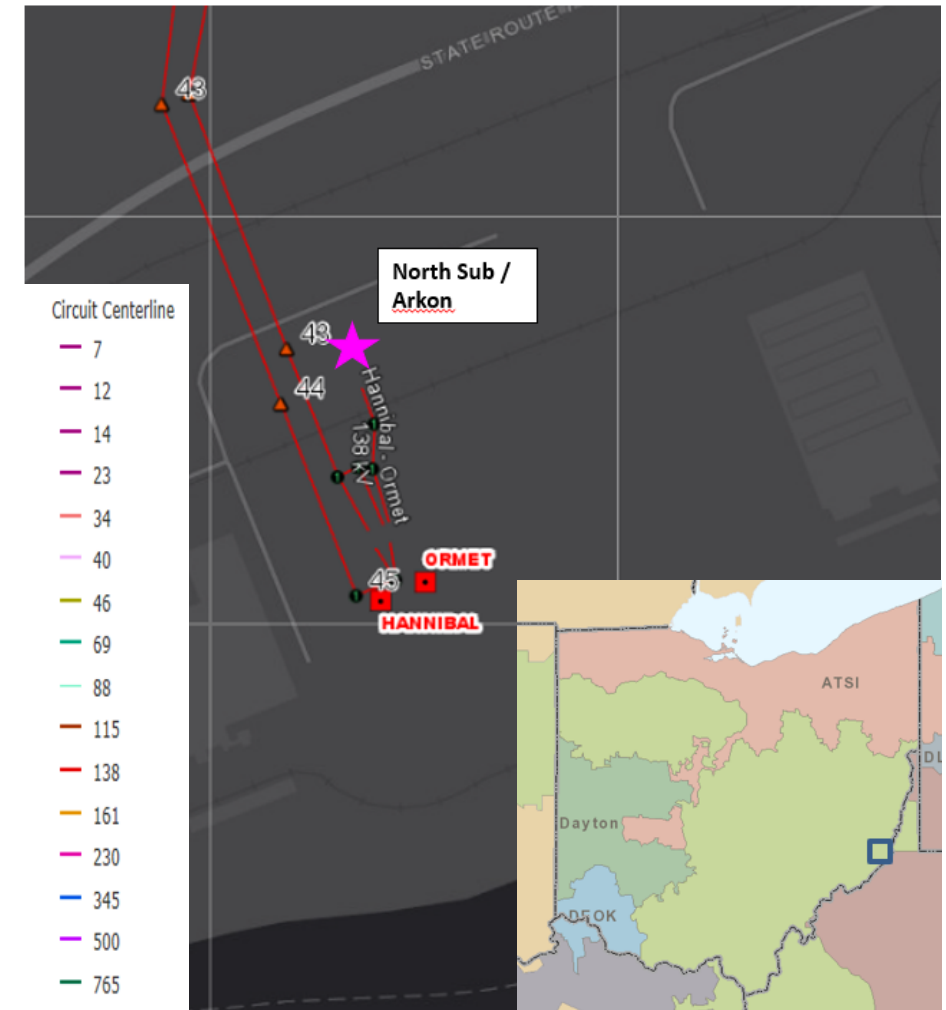 STATE ROUTE
43
North Sub /
Arkon
43
44
Hannibal - Ormet
138 kV
ORMET
45
HANNIBAL
Circuit Centerline
7
12
14
23
34
40
46
69
88
115
138
161
230
345
500
765
ATSI
DL
Dayton
DEOK